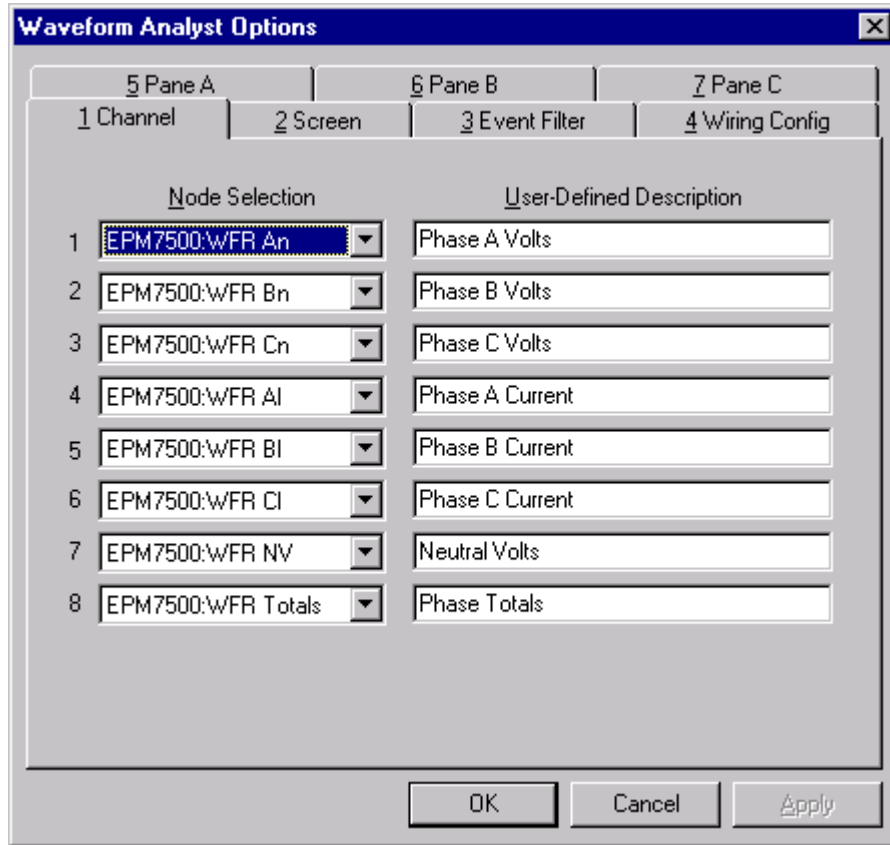 Waveform Analyst Options
5 Pane A 6 Pane B 7 Pane C
1 Channel 2 Screen 3 Event Filter 4 Wiring Config
Node Selection User-Defined Description
1 EPM7500:WFR An Phase A Volts
2 EPM7500:WFR Bn Phase B Volts
3 EPM7500:WFR Cn Phase C Volts
4 EPM7500:WFR AI Phase A Current
5 EPM7500:WFR BI Phase B Current
6 EPM7500:WFR CI Phase C Current
7 EPM7500:WFR NV Neutral Volts
8 EPM7500:WFR Totals Phase Totals
OK Cancel Apply